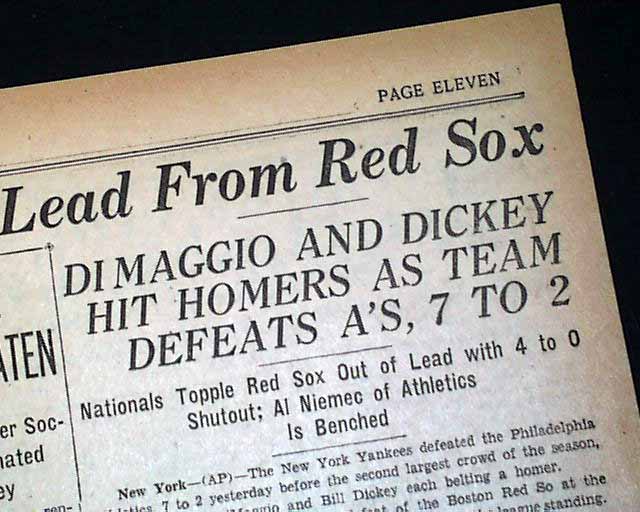 PAGE ELEVEN
Lead From Red Sox
DI MAGGIO AND DICKEY
HIT HOMERS AS TEAM
DEFEATS A'S, 7 TO 2
Nationals Topple Red Sox Out of Lead with 4 to 0
Shutout; Al Niemec of Athletics
Is Benched
New York—(AP)—The New York Yankees defeated the Philadelphia
7 to 2 yesterday before the second largest crowd of the season,
and Bill Dickey each belting a homer.
of the Boston Red So at the
league standing.
ATEN
er Soc-
nated
ey